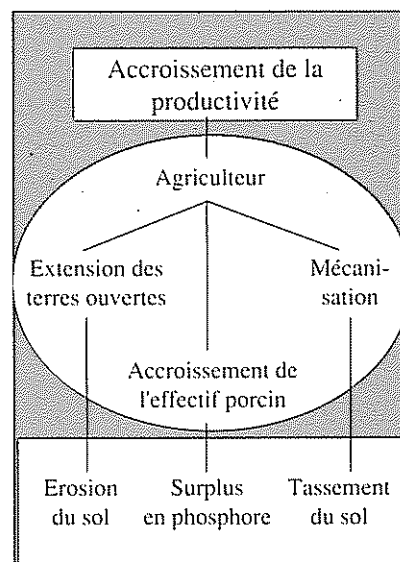 Accroissement de la
productivité
Agriculteur
Extension des
terres ouvertes
Mécani-
sation
Accroissement de
l'effectif porcin
Erosion
du sol
Surplus
en phosphore
Tassement
du sol